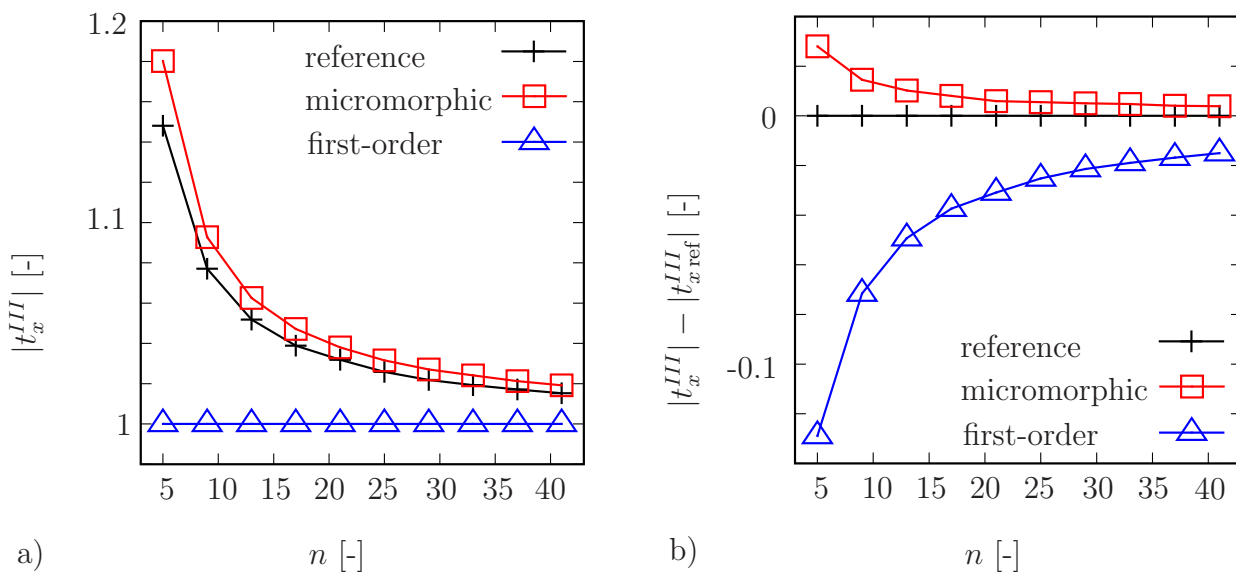 1.2
1.1
1
|t_x^{III}| [-]
reference
micromorphic
first-order
5 10 15 20 25 30 35 40
a)
n [-]
0
-0.1
|t_x^{III}| − |t_{x ref}^{III}| [-]
reference
micromorphic
first-order
5 10 15 20 25 30 35 40
b)
n [-]